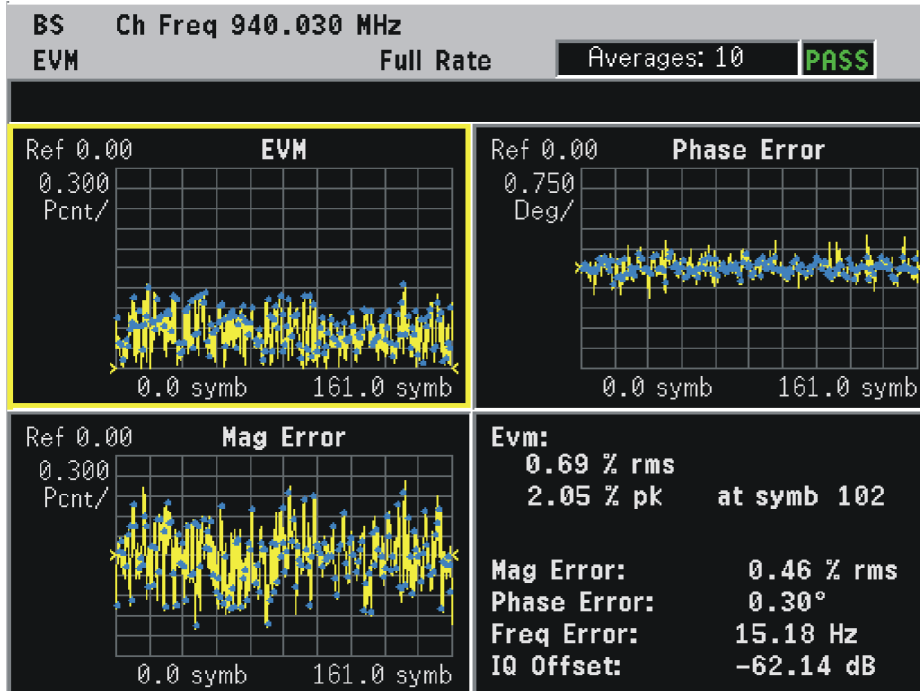 BS Ch Freq 940.030 MHz
EVM Full Rate Averages: 10 PASS
Ref 0.00 EVM
0.300
Pcnt/
0.0 symb 161.0 symb
Ref 0.00 Phase Error
0.750
Deg/
0.0 symb 161.0 symb
Ref 0.00 Mag Error
0.300
Pcnt/
0.0 symb 161.0 symb
Evm:
0.69 % rms
2.05 % pk at symb 102
Mag Error: 0.46 % rms
Phase Error: 0.30°
Freq Error: 15.18 Hz
IQ Offset: -62.14 dB